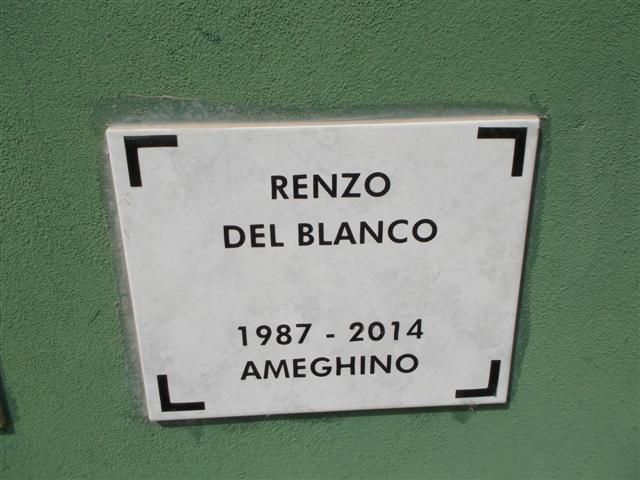 RENZO
DEL BLANCO
1987 - 2014
AMEGHINO